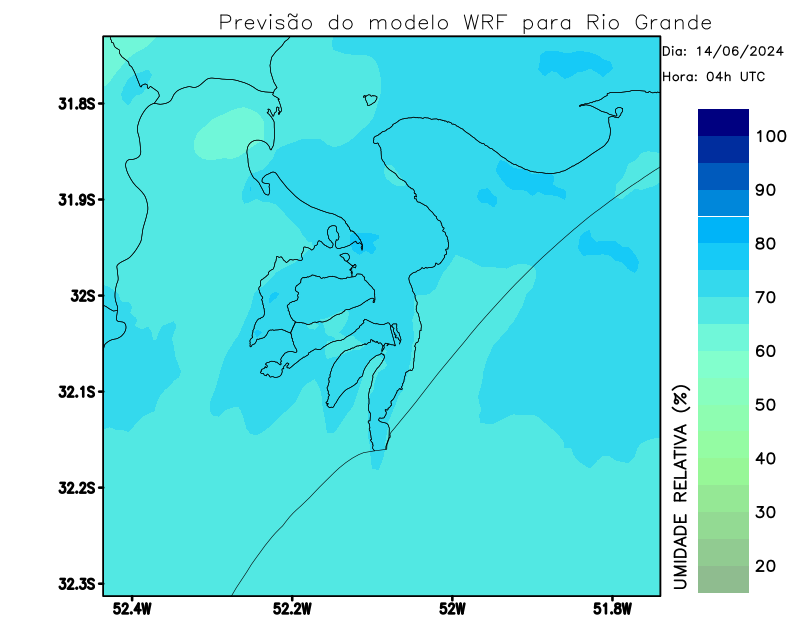 Previsão do modelo WRF para Rio Grande
Dia: 14/06/2024
Hora: 04h UTC
31.8S
31.9S
32S
32.1S
32.2S
32.3S
52.4W
52.2W
52W
51.8W
100
90
80
70
60
50
40
30
20
UMIDADE RELATIVA (%)